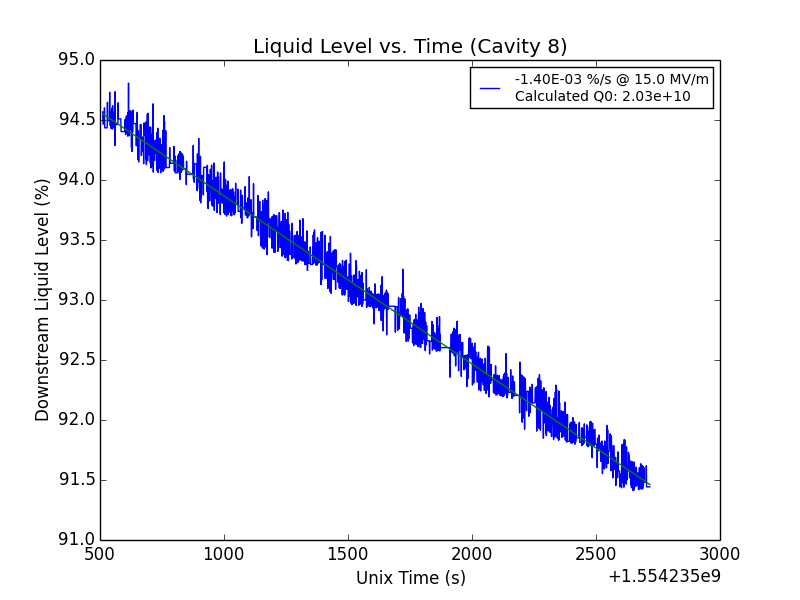 Liquid Level vs. Time (Cavity 8)
-1.40E-03 %/s @ 15.0 MV/m
Calculated Q0: 2.03e+10
95.0
94.5
94.0
93.5
93.0
92.5
92.0
91.5
91.0
Downstream Liquid Level (%)
500 1000 1500 2000 2500 3000
Unix Time (s)
+1.554235e9